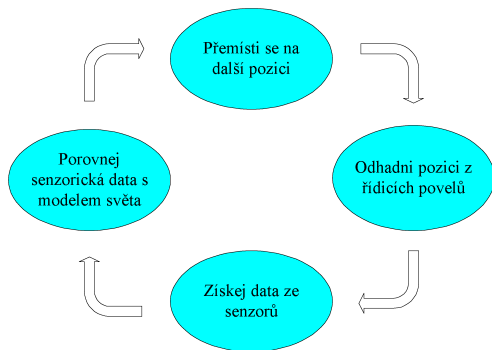 Přemísti se na
další pozici
Odhadni pozici z
řídicích povelů
Získej data ze
senzorů
Porovnej
senzorická data s
modelem světa